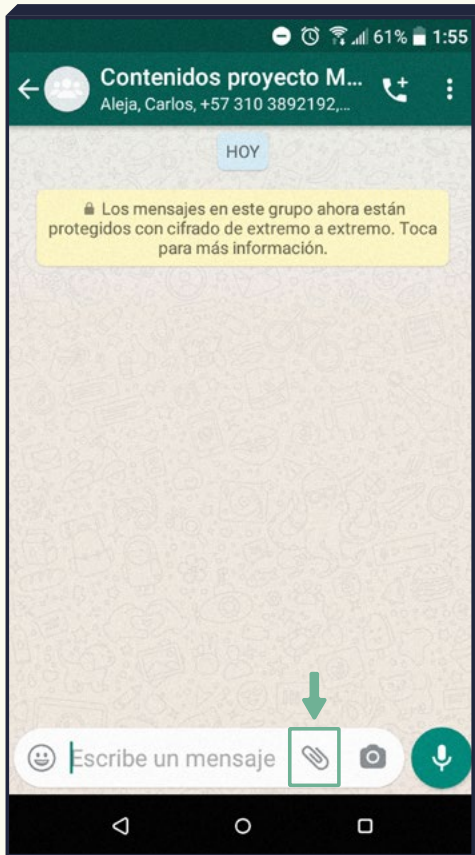 61% 1:55
Contenidos proyecto M...
Aleja, Carlos, +57 310 3892192,...
HOY
Los mensajes en este grupo ahora están
protegidos con cifrado de extremo a extremo. Toca
para más información.
Escribe un mensaje